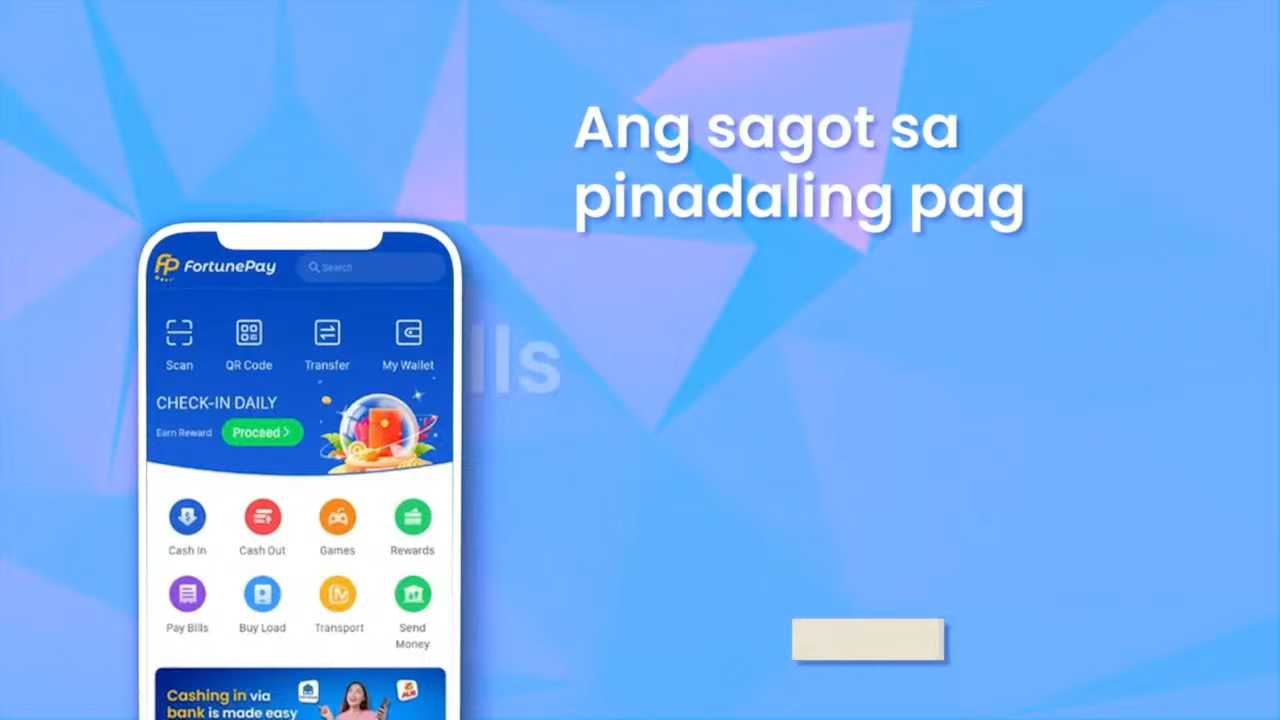 Ang sagot sa
pinadaling pag
lls
FortunePay
Search
Scan
QR Code
Transfer
My Wallet
CHECK-IN DAILY
Earn Reward
Proceed >
Cash In
Cash Out
Games
Rewards
Pay Bills
Buy Load
Transport
Send
Money
Cashing in via
bank is made easy